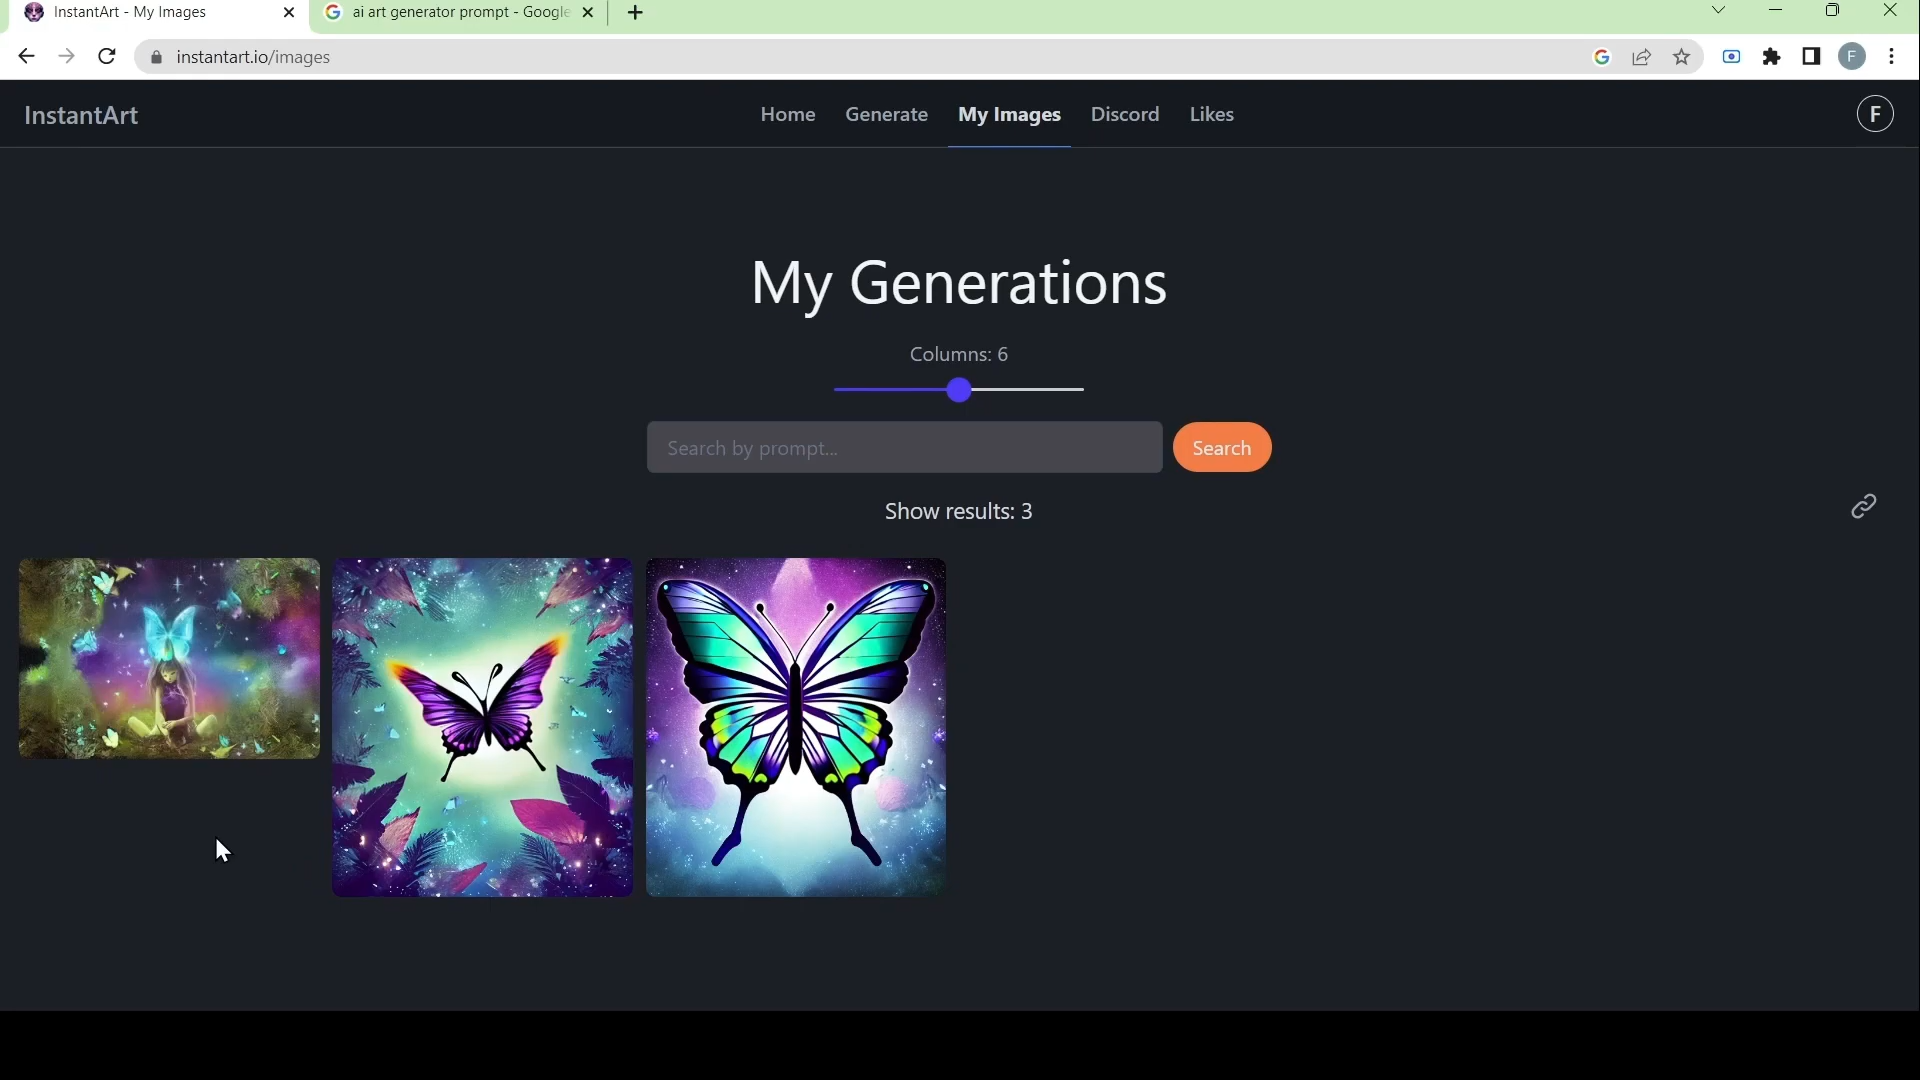 InstantArt - My Images
ai art generator prompt - Google
instantart.io/images
F
InstantArt
Home Generate My Images Discord Likes
F
My Generations
Columns: 6
Search by prompt...
Search
Show results: 3